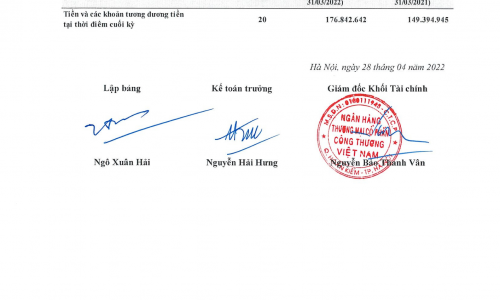 31/03/2022) 31/03/2021)
Tiền và các khoản tương đương tiền
tại thời điểm cuối kỳ 20 176.842.642 149.394.945
Hà Nội, ngày 28 tháng 04 năm 2022
Lập bảng Kế toán trưởng Giám đốc Khối Tài chính
M.S.D.N: 0100111948 - C.T.C.P
NGÂN HÀNG
THƯƠNG MẠI CỔ PHẦN
CÔNG THƯƠNG
VIỆT NAM
Q. HOÀN KIẾM - TP. HÀ NỘI
Ngô Xuân Hải Nguyễn Hải Hưng Nguyễn Bảo Thanh Vân